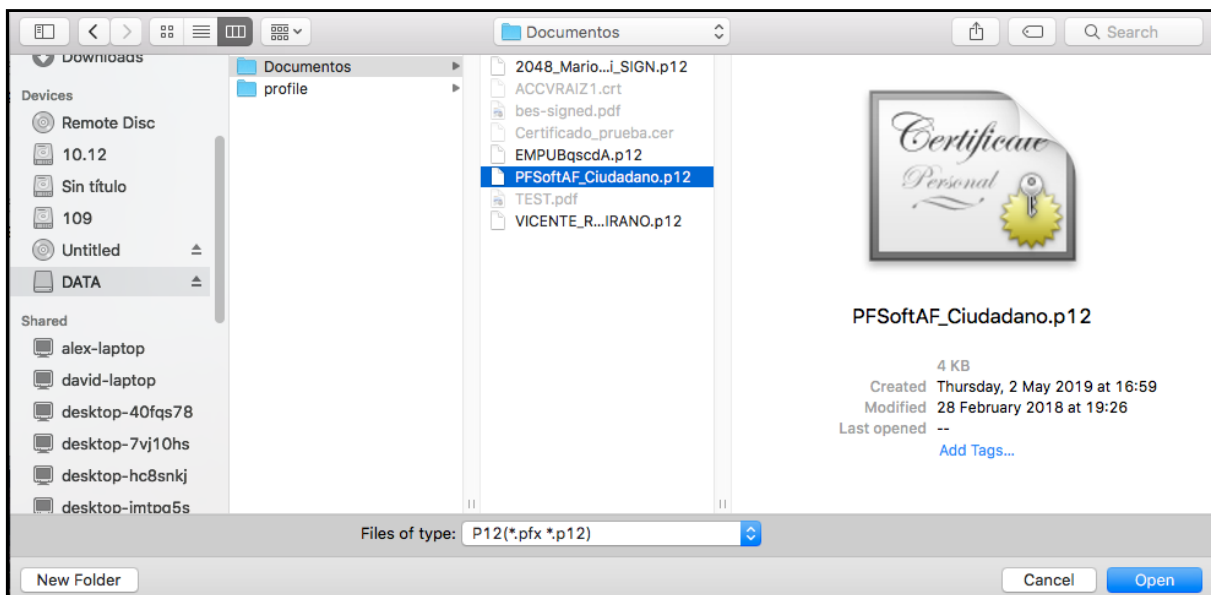 Documentos
Search
Downloads
Devices
Remote Disc
10.12
Sin título
109
Untitled
DATA
Shared
alex-laptop
david-laptop
desktop-40fqs78
desktop-7vj10hs
desktop-hc8snkj
desktop-imtpg5s
Documentos
profile
2048_Mario...i_SIGN.p12
ACCVRAIZ1.crt
bes-signed.pdf
Certificado_prueba.cer
EMPUBqscdA.p12
PFSoftAF_Ciudadano.p12
TEST.pdf
VICENTE_R...IRANO.p12
Certificate
Personal
PFSoftAF_Ciudadano.p12
4 KB
Created Thursday, 2 May 2019 at 16:59
Modified 28 February 2018 at 19:26
Last opened --
Add Tags...
Files of type: P12(*.pfx *.p12)
New Folder
Cancel
Open